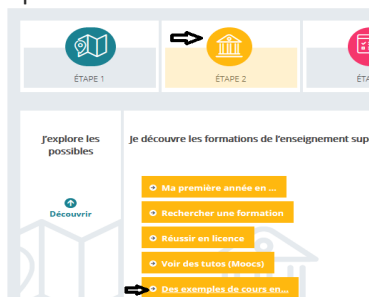 ÉTAPE 1
ÉTAPE 2
J'explore les
possibles
Je découvre les formations de l'enseignement
Découvrir
Ma première année en ...
Rechercher une formation
Réussir en licence
Voir des tutos (Moocs)
Des exemples de cours en...